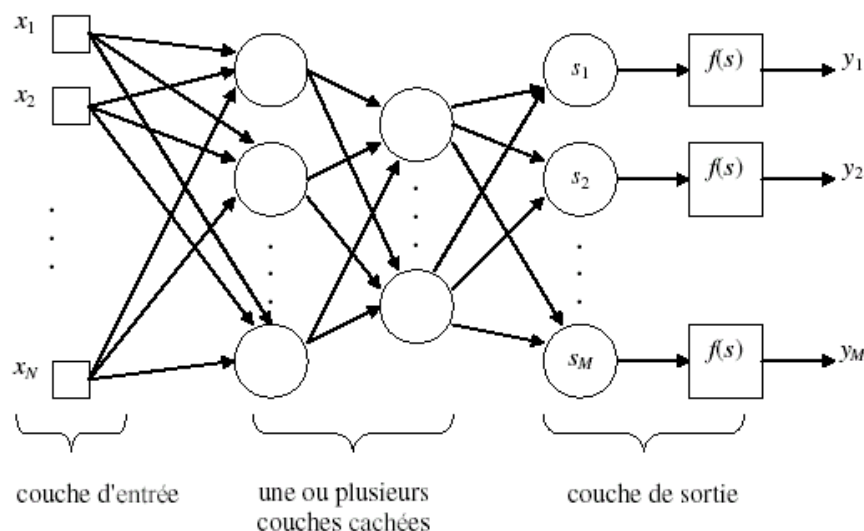 x1
s1
f(s)
y1
x2
s2
f(s)
y2
xN
sM
f(s)
yM
couche d'entrée
une ou plusieurs
couches cachées
couche de sortie